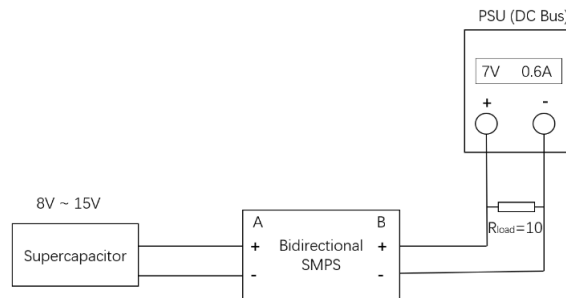 PSU (DC Bus)
7V 0.6A
+ -
8V ~ 15V
A B
Rload=10
+ Bidirectional +
Supercapacitor
- SMPS -